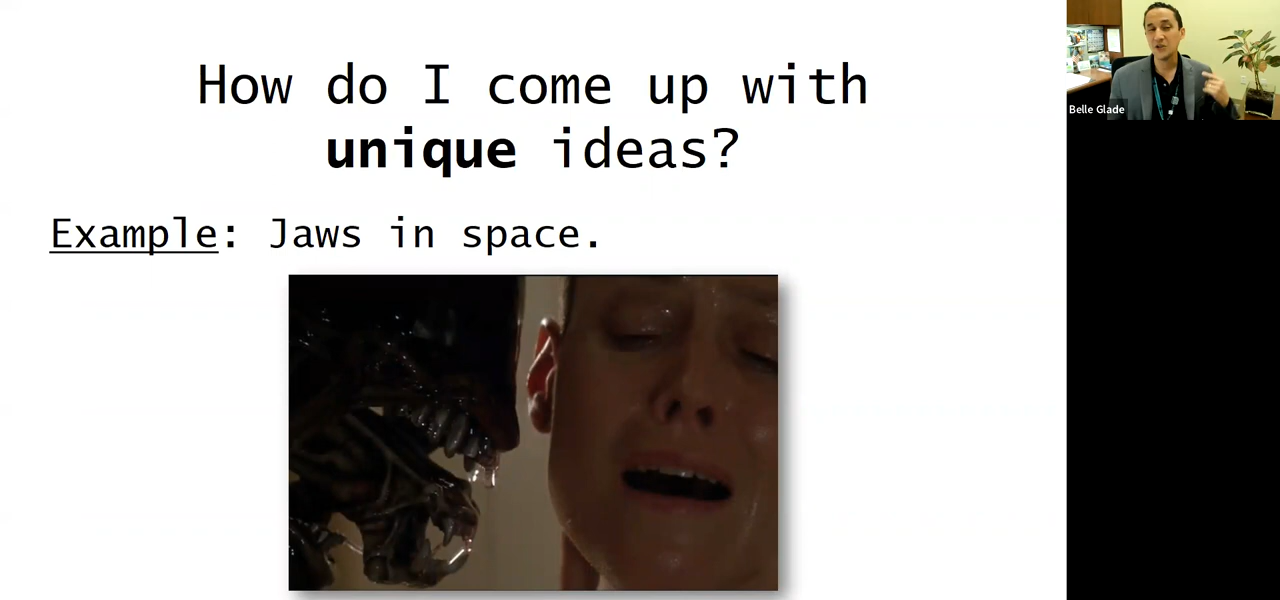 How do I come up with
unique ideas?
Example: Jaws in space.
Belle Glade